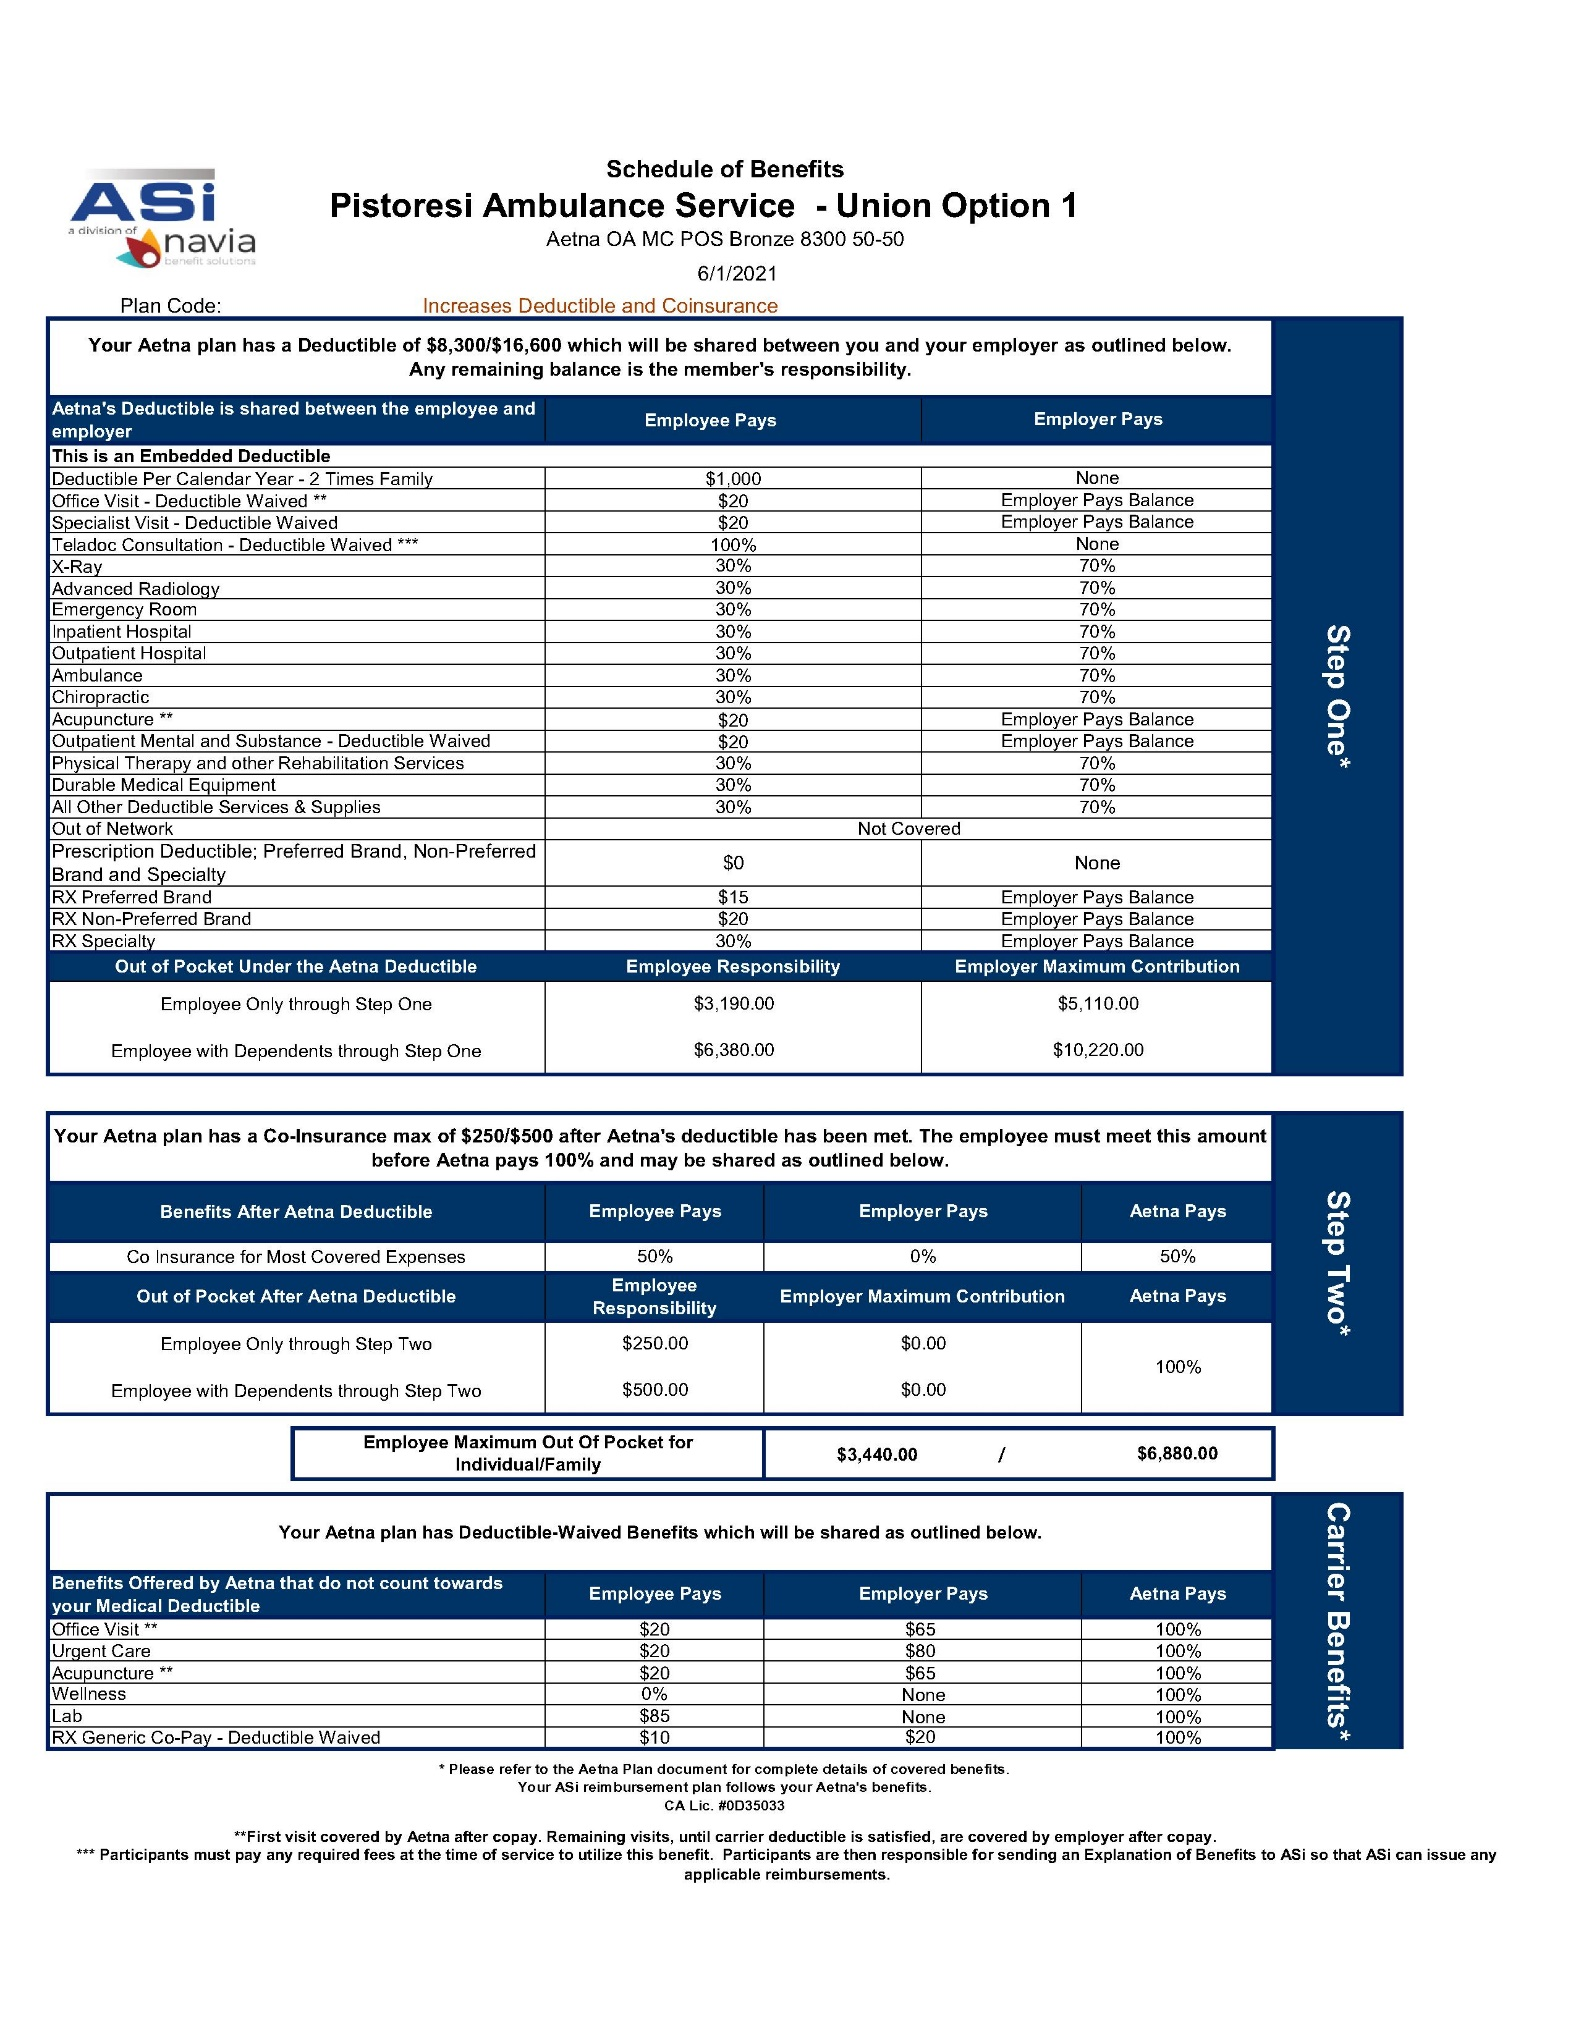 Schedule of Benefits
ASi
a division of
navia
benefit solutions
Pistoresi Ambulance Service - Union Option 1
Aetna OA MC POS Bronze 8300 50-50
6/1/2021
Plan Code: Increases Deductible and Coinsurance
Your Aetna plan has a Deductible of $8,300/$16,600 which will be shared between you and your employer as outlined below.
Any remaining balance is the member's responsibility.
Aetna's Deductible is shared between the employee and
employer
Employee Pays Employer Pays
This is an Embedded Deductible
Deductible Per Calendar Year - 2 Times Family $1,000 None
Office Visit - Deductible Waived ** $20 Employer Pays Balance
Specialist Visit - Deductible Waived $20 Employer Pays Balance
Teladoc Consultation - Deductible Waived *** 100% None
X-Ray 30% 70%
Advanced Radiology 30% 70%
Emergency Room 30% 70%
Inpatient Hospital 30% 70%
Outpatient Hospital 30% 70%
Ambulance 30% 70%
Chiropractic 30% 70%
Acupuncture ** $20 Employer Pays Balance
Outpatient Mental and Substance - Deductible Waived $20 Employer Pays Balance
Physical Therapy and other Rehabilitation Services 30% 70%
Durable Medical Equipment 30% 70%
All Other Deductible Services & Supplies 30% 70%
Out of Network Not Covered
Prescription Deductible; Preferred Brand, Non-Preferred
Brand and Specialty
$0 None
RX Preferred Brand $15 Employer Pays Balance
RX Non-Preferred Brand $20 Employer Pays Balance
RX Specialty 30% Employer Pays Balance
Out of Pocket Under the Aetna Deductible Employee Responsibility Employer Maximum Contribution
Employee Only through Step One $3,190.00 $5,110.00
Employee with Dependents through Step One $6,380.00 $10,220.00
Step One*
Your Aetna plan has a Co-Insurance max of $250/$500 after Aetna's deductible has been met. The employee must meet this amount
before Aetna pays 100% and may be shared as outlined below.
Benefits After Aetna Deductible Employee Pays Employer Pays Aetna Pays
Co Insurance for Most Covered Expenses 50% 0% 50%
Out of Pocket After Aetna Deductible Employee
Responsibility
Employer Maximum Contribution Aetna Pays
Employee Only through Step Two $250.00 $0.00
100%
Employee with Dependents through Step Two $500.00 $0.00
Step Two*
Employee Maximum Out Of Pocket for
Individual/Family
$3,440.00 / $6,880.00
Your Aetna plan has Deductible-Waived Benefits which will be shared as outlined below.
Benefits Offered by Aetna that do not count towards
your Medical Deductible
Employee Pays Employer Pays Aetna Pays
Office Visit ** $20 $65 100%
Urgent Care $20 $80 100%
Acupuncture ** $20 $65 100%
Wellness 0% None 100%
Lab $85 None 100%
RX Generic Co-Pay - Deductible Waived $10 $20 100%
Carrier Benefits*
* Please refer to the Aetna Plan document for complete details of covered benefits.
Your ASi reimbursement plan follows your Aetna's benefits.
CA Lic. #0D35033
**First visit covered by Aetna after copay. Remaining visits, until carrier deductible is satisfied, are covered by employer after copay.
*** Participants must pay any required fees at the time of service to utilize this benefit. Participants are then responsible for sending an Explanation of Benefits to ASi so that ASi can issue any
applicable reimbursements.